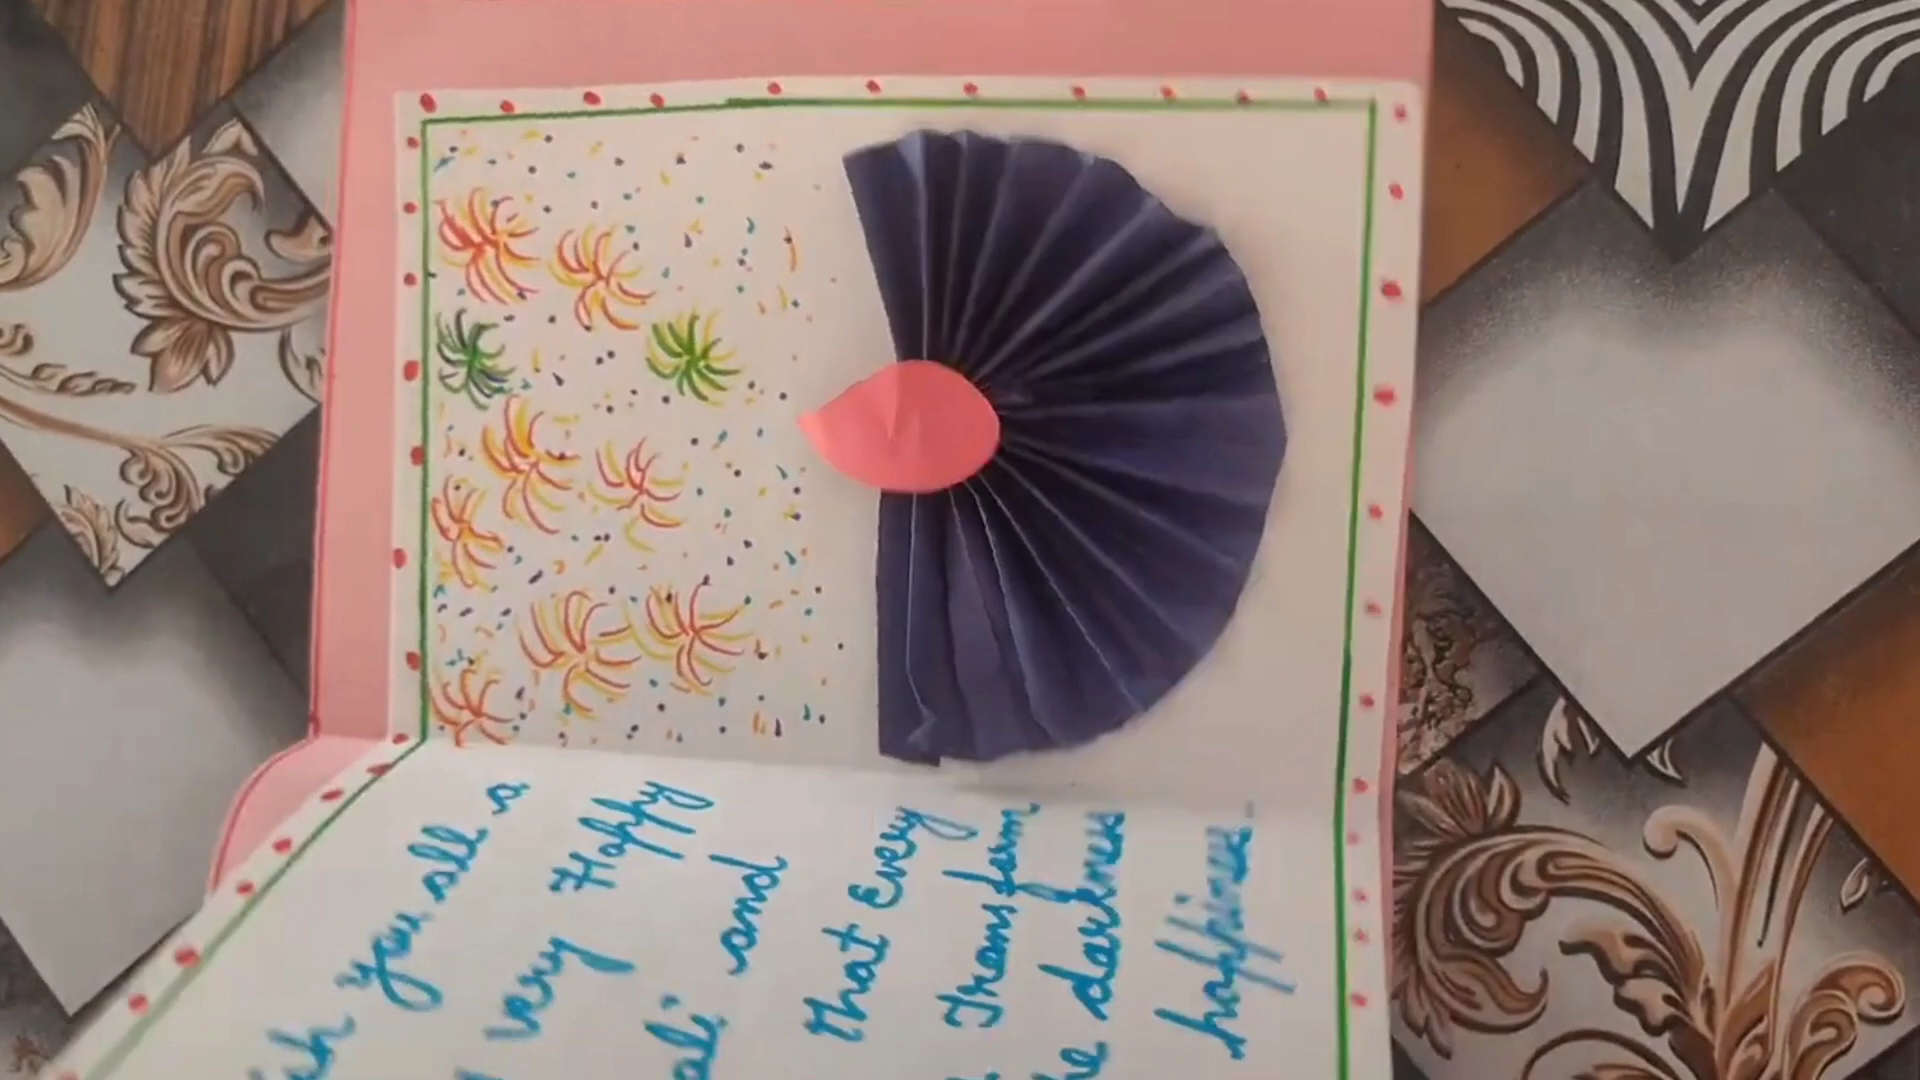 you all a
very Happy
and
that Every
Transform
darkness
happiness